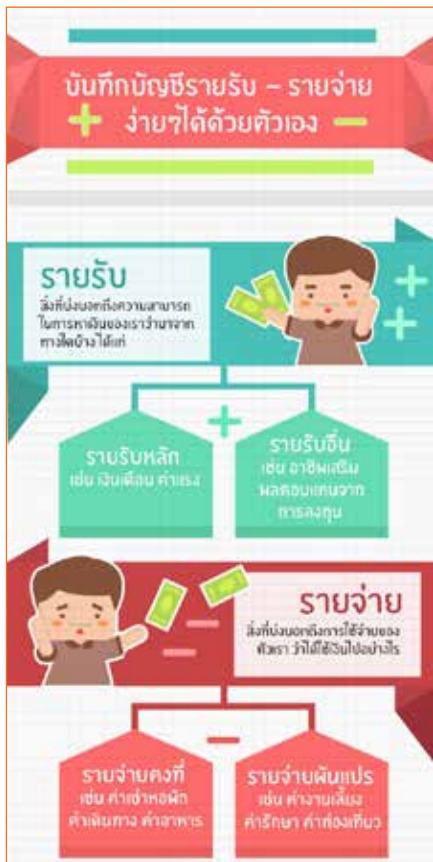 บันทึกบัญชีรายรับ – รายจ่าย
+ ง่ายๆได้ด้วยตัวเอง –
รายรับ
สิ่งที่บ่งบอกถึงความสามารถ
ในการหาเงินของเราว่ามาจาก
ทางใดบ้าง ได้แก่
รายรับหลัก
เช่น เงินเดือน ค่าแรง
รายรับอื่น
เช่น อาชีพเสริม
ผลตอบแทนจาก
การลงทุน
รายจ่าย
สิ่งที่บ่งบอกถึงการใช้จ่ายของ
ตัวเรา ว่าได้ใช้เงินไปอย่างไร
รายจ่ายคงที่
เช่น ค่าเช่าหอพัก
ค่าเดินทาง ค่าอาหาร
รายจ่ายผันแปร
เช่น ค่างานเลี้ยง
ค่ารักษา ค่าท่องเที่ยว